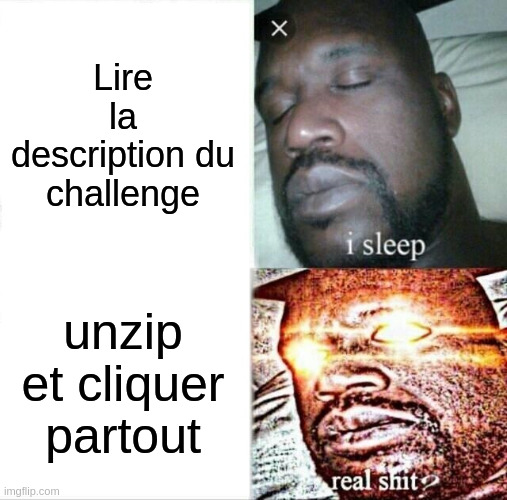 Lire
la
description du
challenge
i sleep
unzip
et cliquer
partout
real shit?
imgflip.com